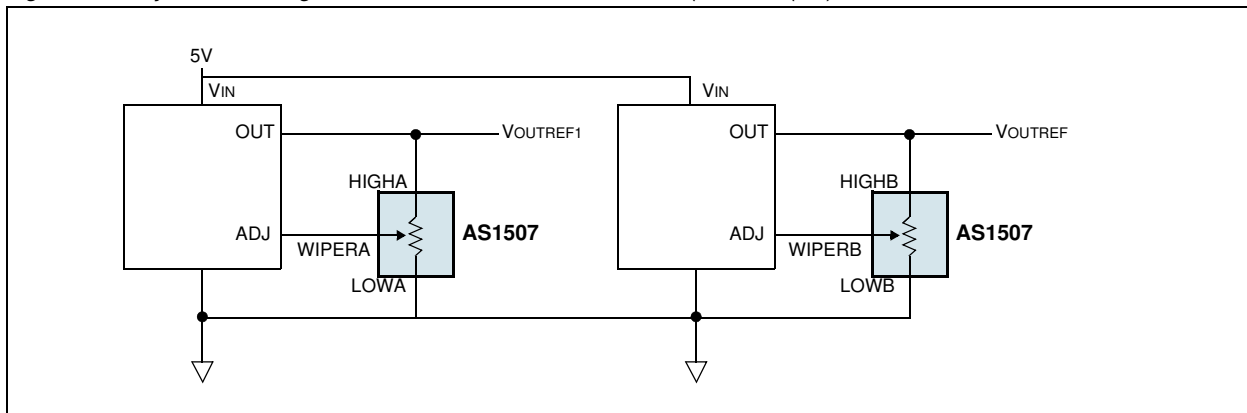 5V
VIN
VIN
OUT
VOUTREF1
OUT
VOUTREF
HIGHA
HIGHB
ADJ
WIPERA
AS1507
ADJ
WIPERB
AS1507
LOWA
LOWB